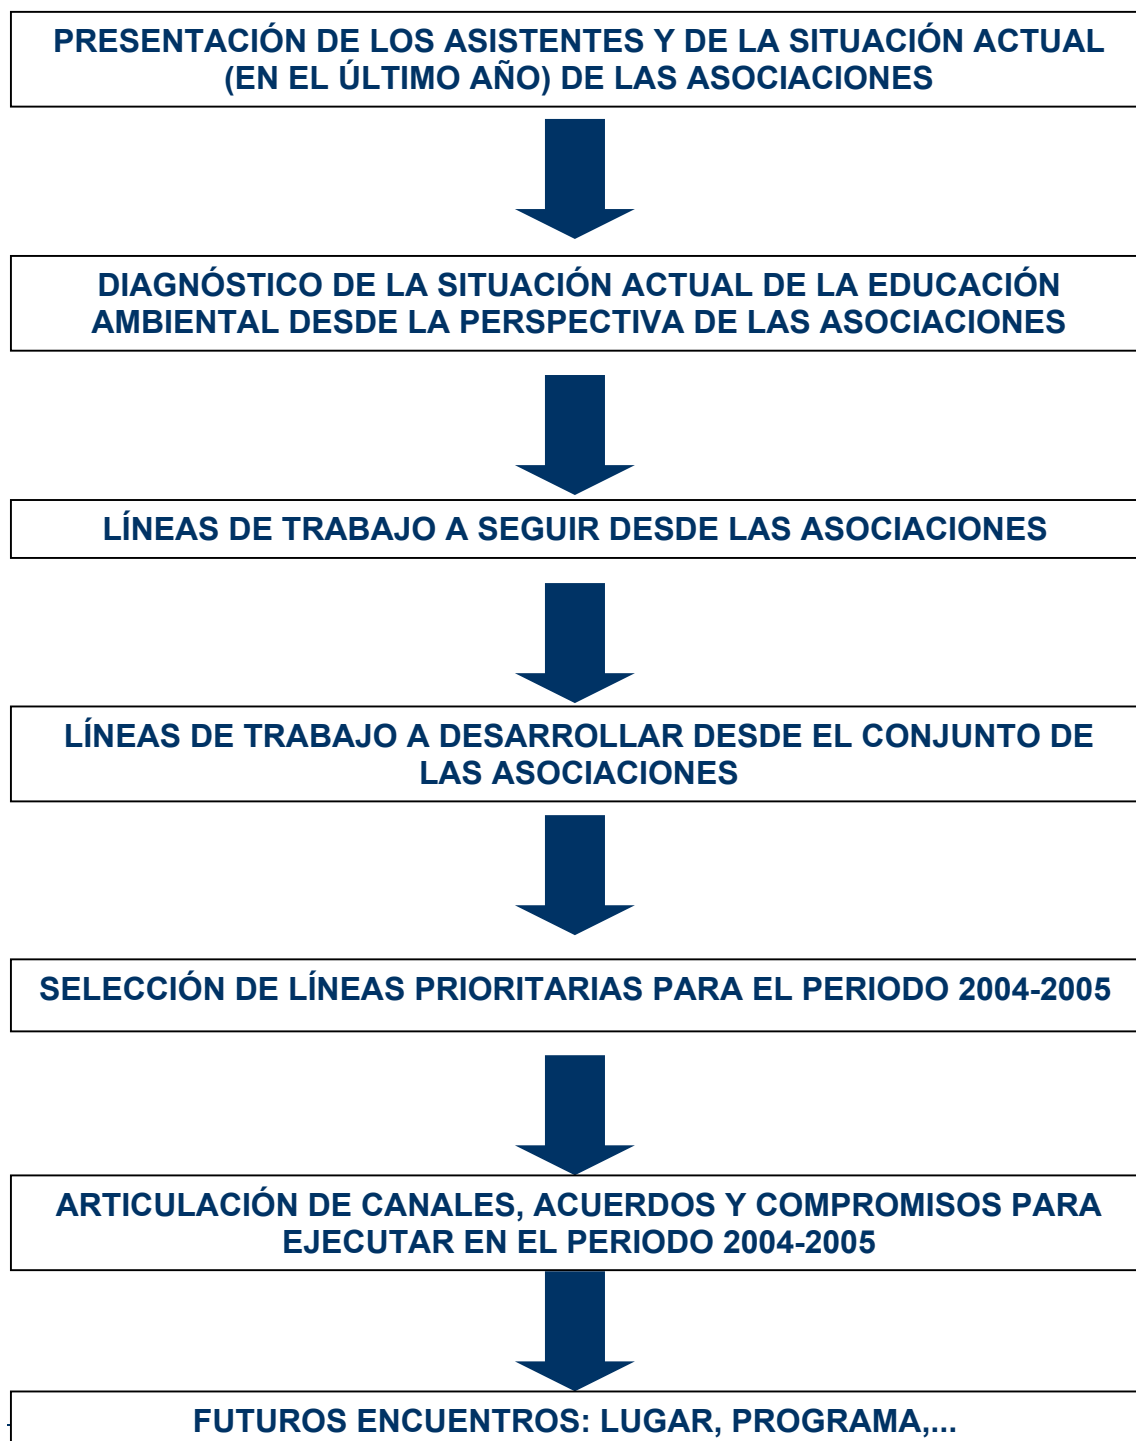 PRESENTACIÓN DE LOS ASISTENTES Y DE LA SITUACIÓN ACTUAL
(EN EL ÚLTIMO AÑO) DE LAS ASOCIACIONES
DIAGNÓSTICO DE LA SITUACIÓN ACTUAL DE LA EDUCACIÓN
AMBIENTAL DESDE LA PERSPECTIVA DE LAS ASOCIACIONES
LÍNEAS DE TRABAJO A SEGUIR DESDE LAS ASOCIACIONES
LÍNEAS DE TRABAJO A DESARROLLAR DESDE EL CONJUNTO DE
LAS ASOCIACIONES
SELECCIÓN DE LÍNEAS PRIORITARIAS PARA EL PERIODO 2004-2005
ARTICULACIÓN DE CANALES, ACUERDOS Y COMPROMISOS PARA
EJECUTAR EN EL PERIODO 2004-2005
FUTUROS ENCUENTROS: LUGAR, PROGRAMA,...